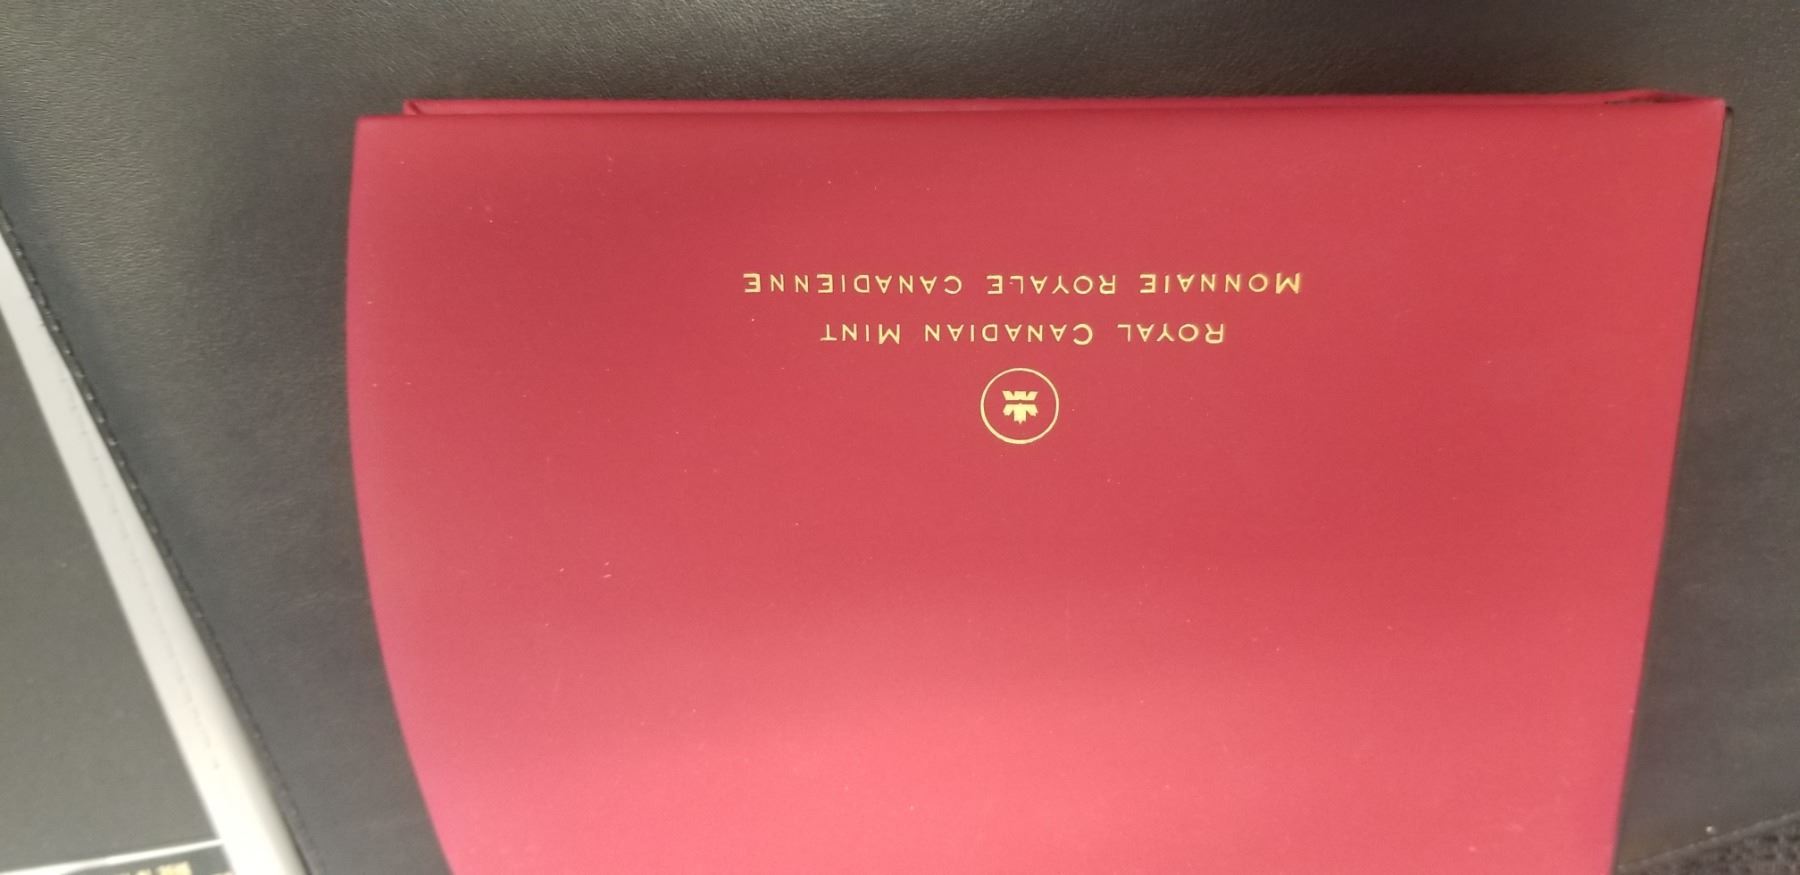 ROYAL CANADIAN MINT
MONNAIE ROYALE CANADIENNE